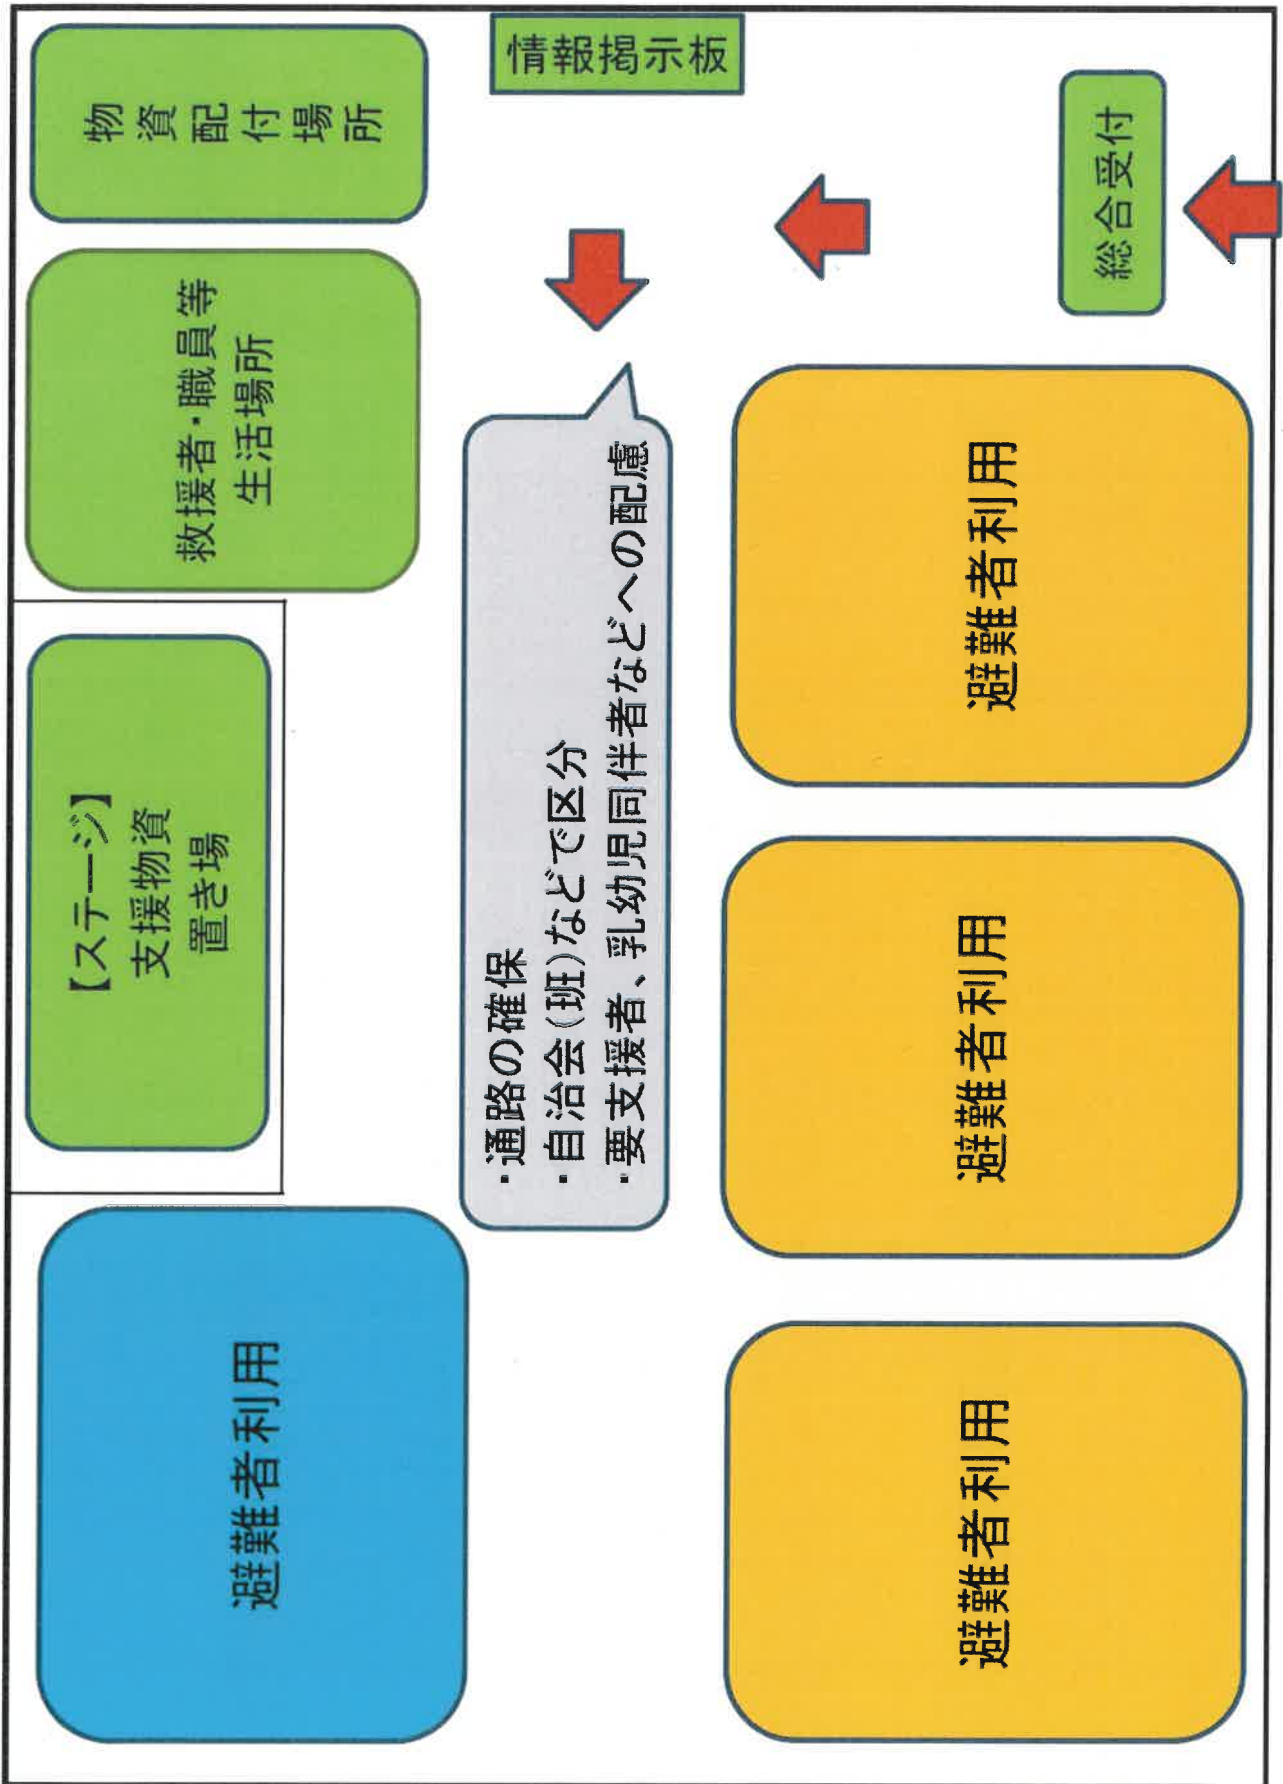 避難者利用
【ステージ】
支援物資
置き場
救援者・職員等
生活場所
物資配付場所
・通路の確保
・自治会(班)などで区分
・要支援者、乳幼児同伴者などへの配慮
情報掲示板
避難者利用
避難者利用
避難者利用
総合受付